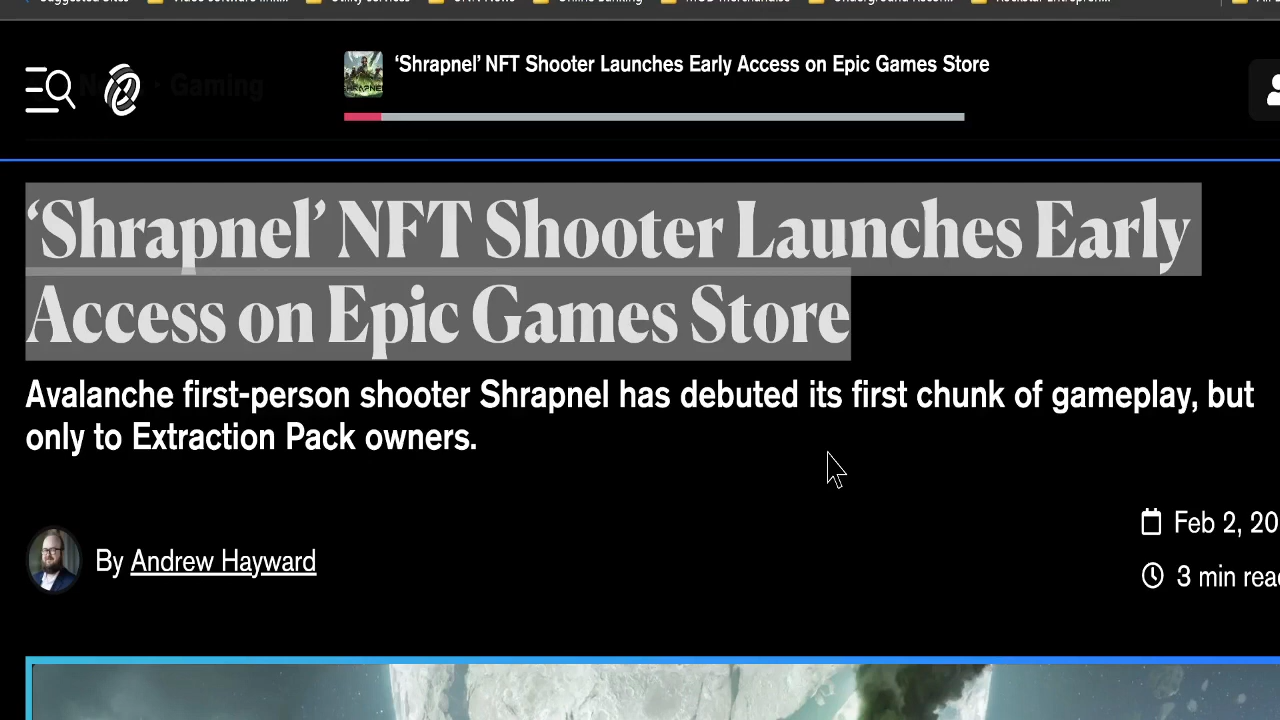 ‘Shrapnel’ NFT Shooter Launches Early Access on Epic Games Store
Gaming
‘Shrapnel’ NFT Shooter Launches Early
Access on Epic Games Store
Avalanche first-person shooter Shrapnel has debuted its first chunk of gameplay, but
only to Extraction Pack owners.
Feb 2, 20
By Andrew Hayward
3 min read